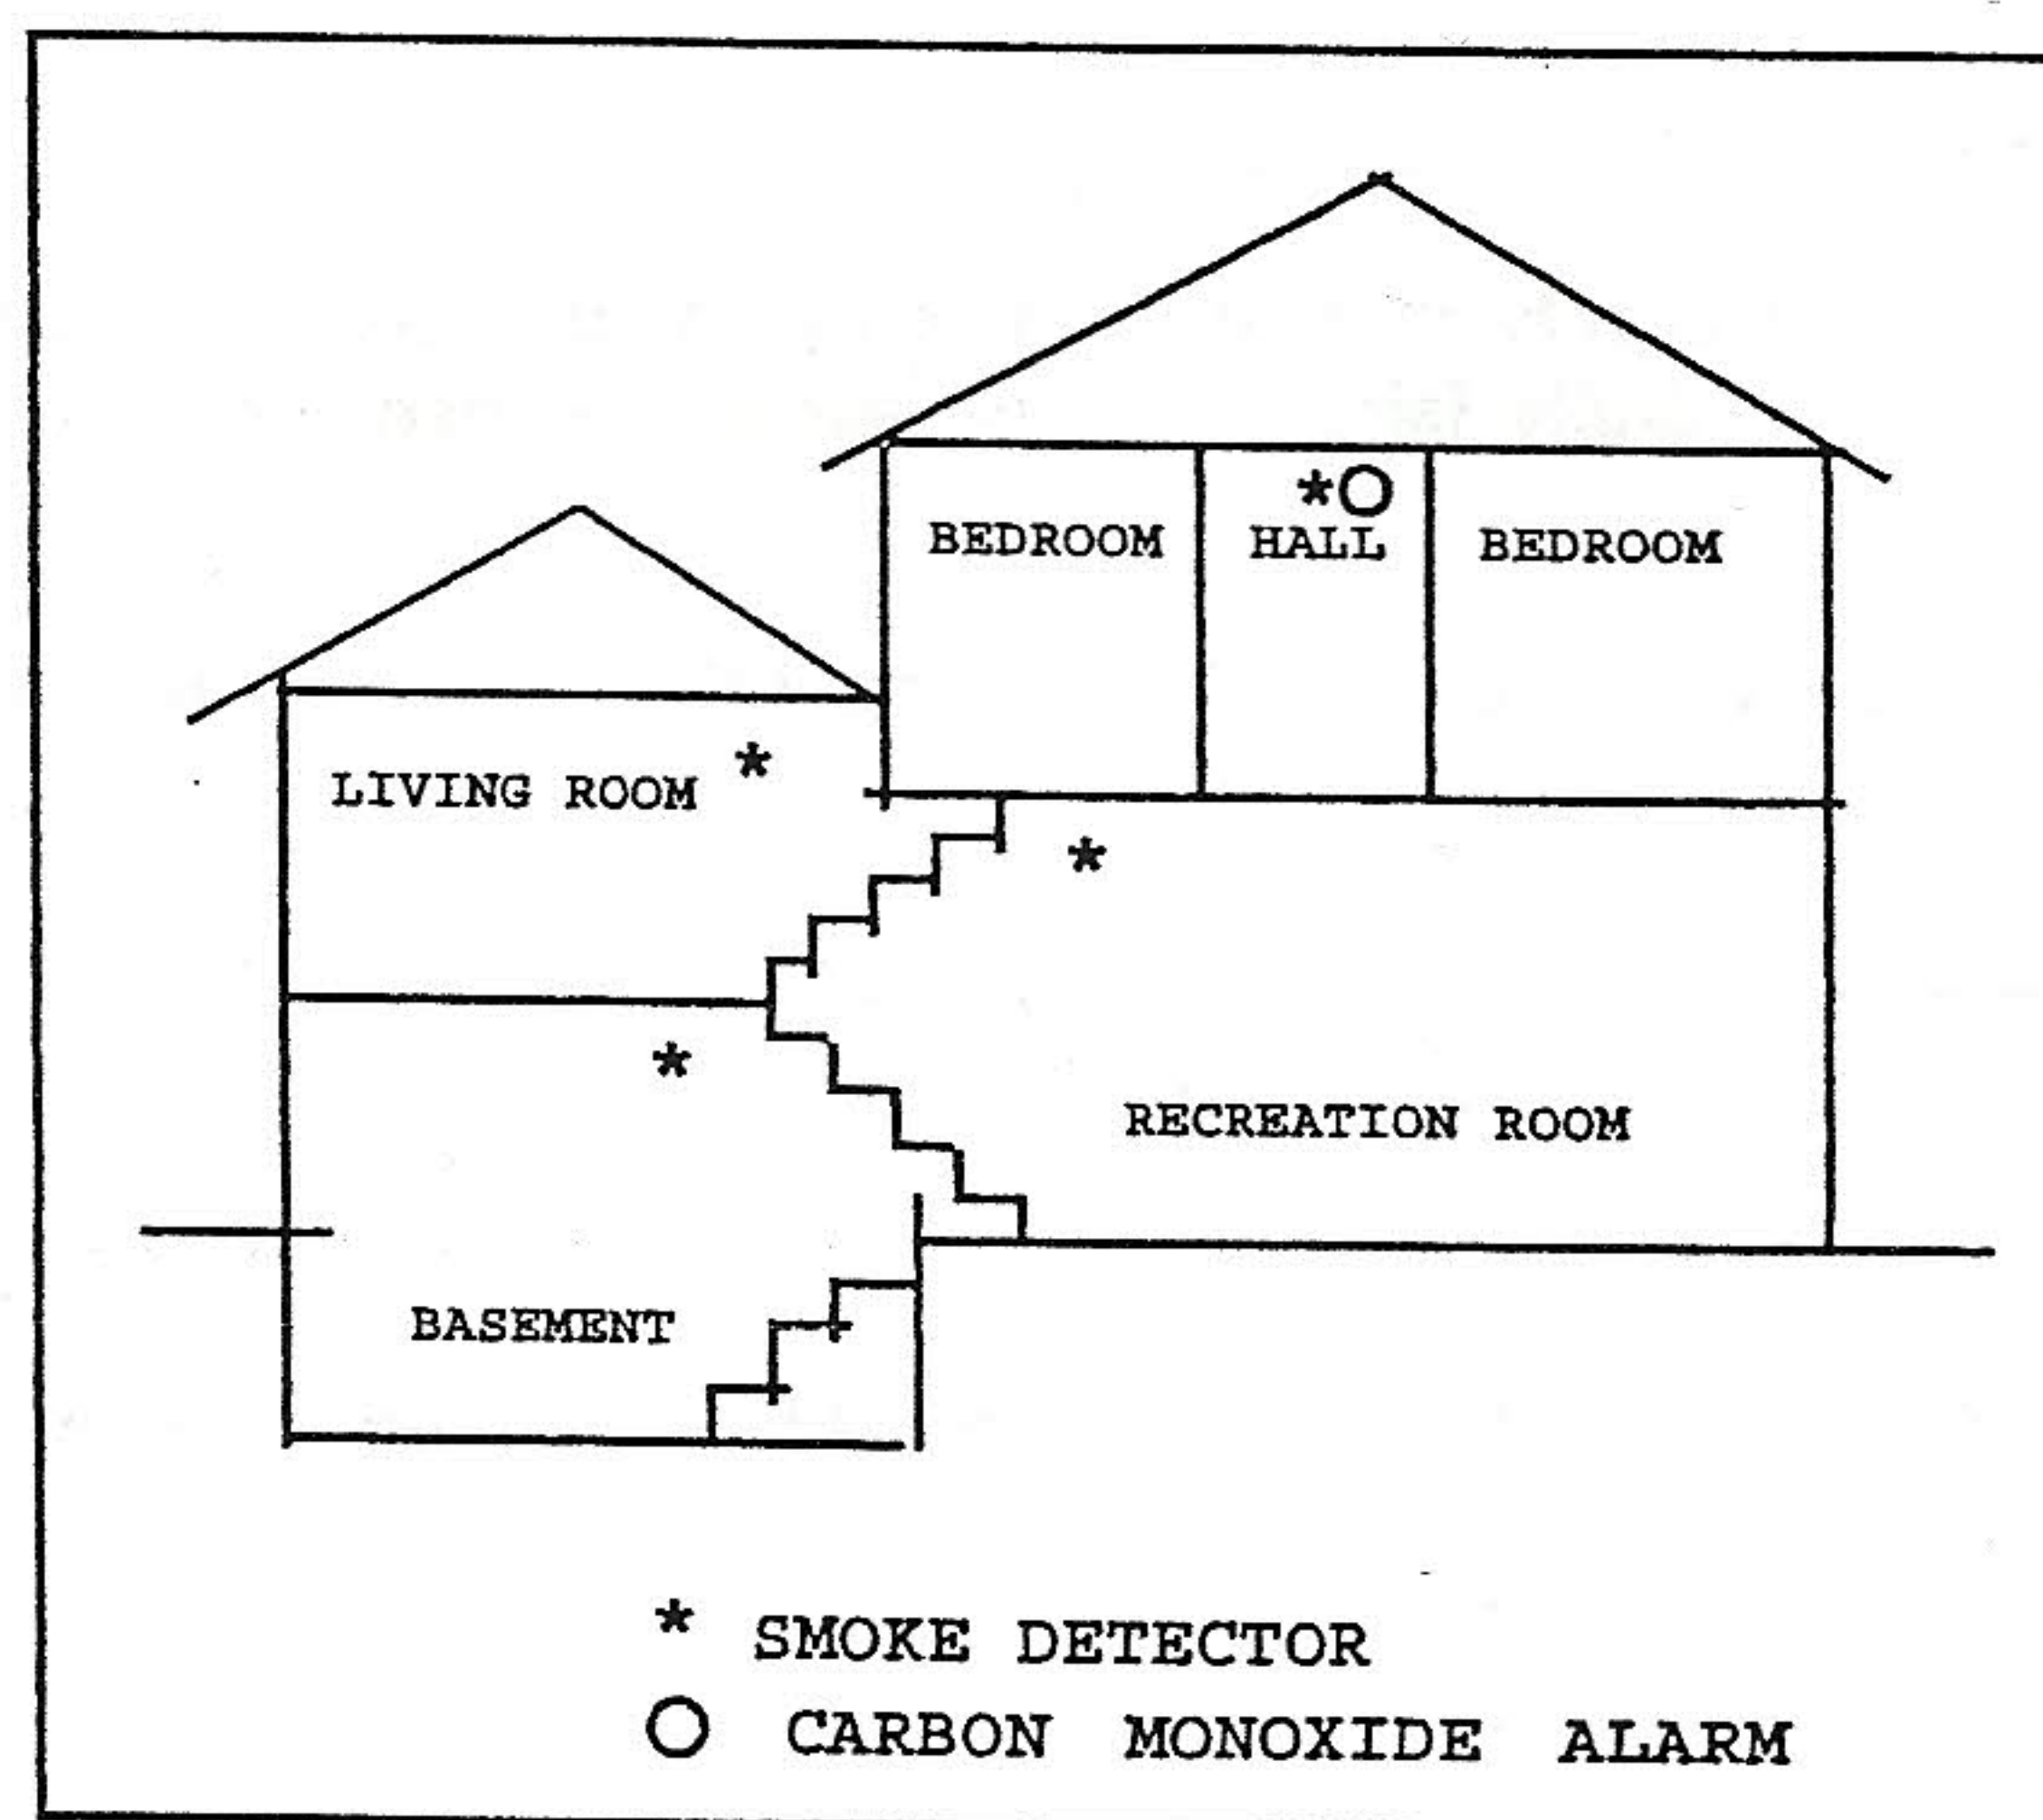 *O
BEDROOM HALL BEDROOM
LIVING ROOM *
*
*
RECREATION ROOM
BASEMENT
* SMOKE DETECTOR
O CARBON MONOXIDE ALARM